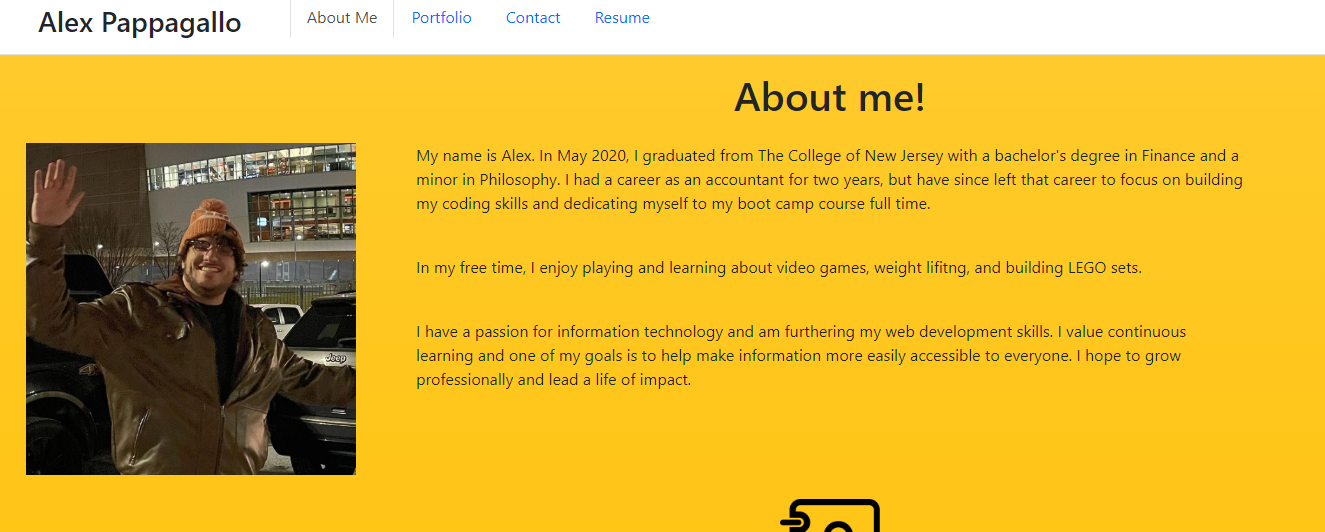 Alex Pappagallo
About Me
Portfolio
Contact
Resume
About me!
My name is Alex. In May 2020, I graduated from The College of New Jersey with a bachelor's degree in Finance and a
minor in Philosophy. I had a career as an accountant for two years, but have since left that career to focus on building
my coding skills and dedicating myself to my boot camp course full time.
In my free time, I enjoy playing and learning about video games, weight lifitng, and building LEGO sets.
I have a passion for information technology and am furthering my web development skills. I value continuous
learning and one of my goals is to help make information more easily accessible to everyone. I hope to grow
professionally and lead a life of impact.
Jeep